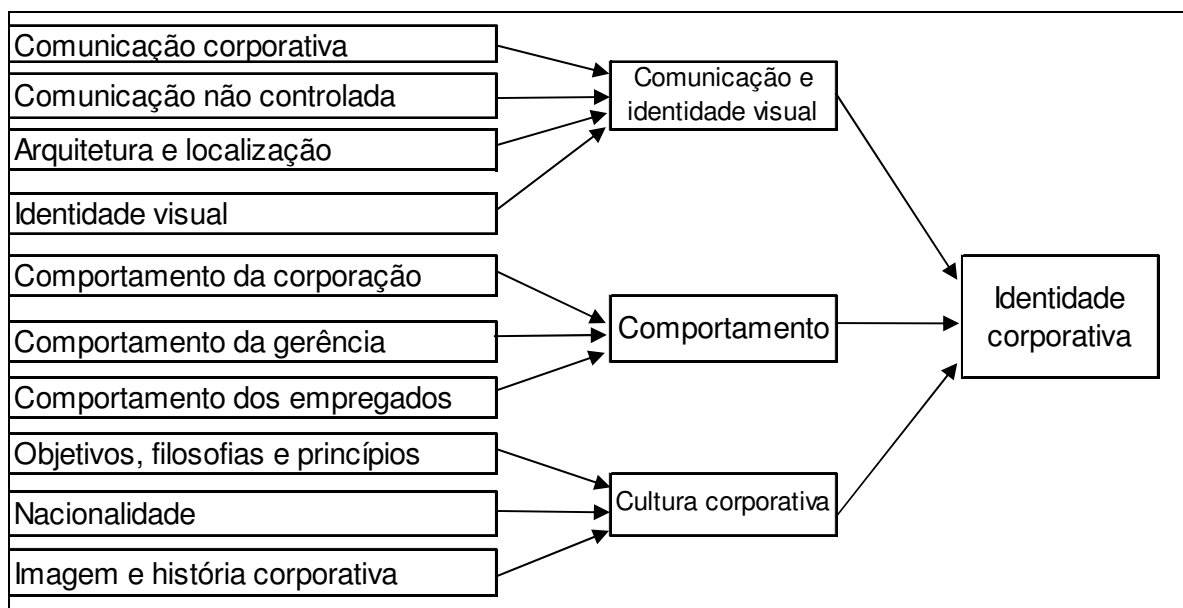 Comunicação corporativa
Comunicação não controlada
Arquitetura e localização
Identidade visual
Comportamento da corporação
Comportamento da gerência
Comportamento dos empregados
Objetivos, filosofias e princípios
Nacionalidade
Imagem e história corporativa
Comunicação e
identidade visual
Comportamento
Cultura corporativa
Identidade
corporativa